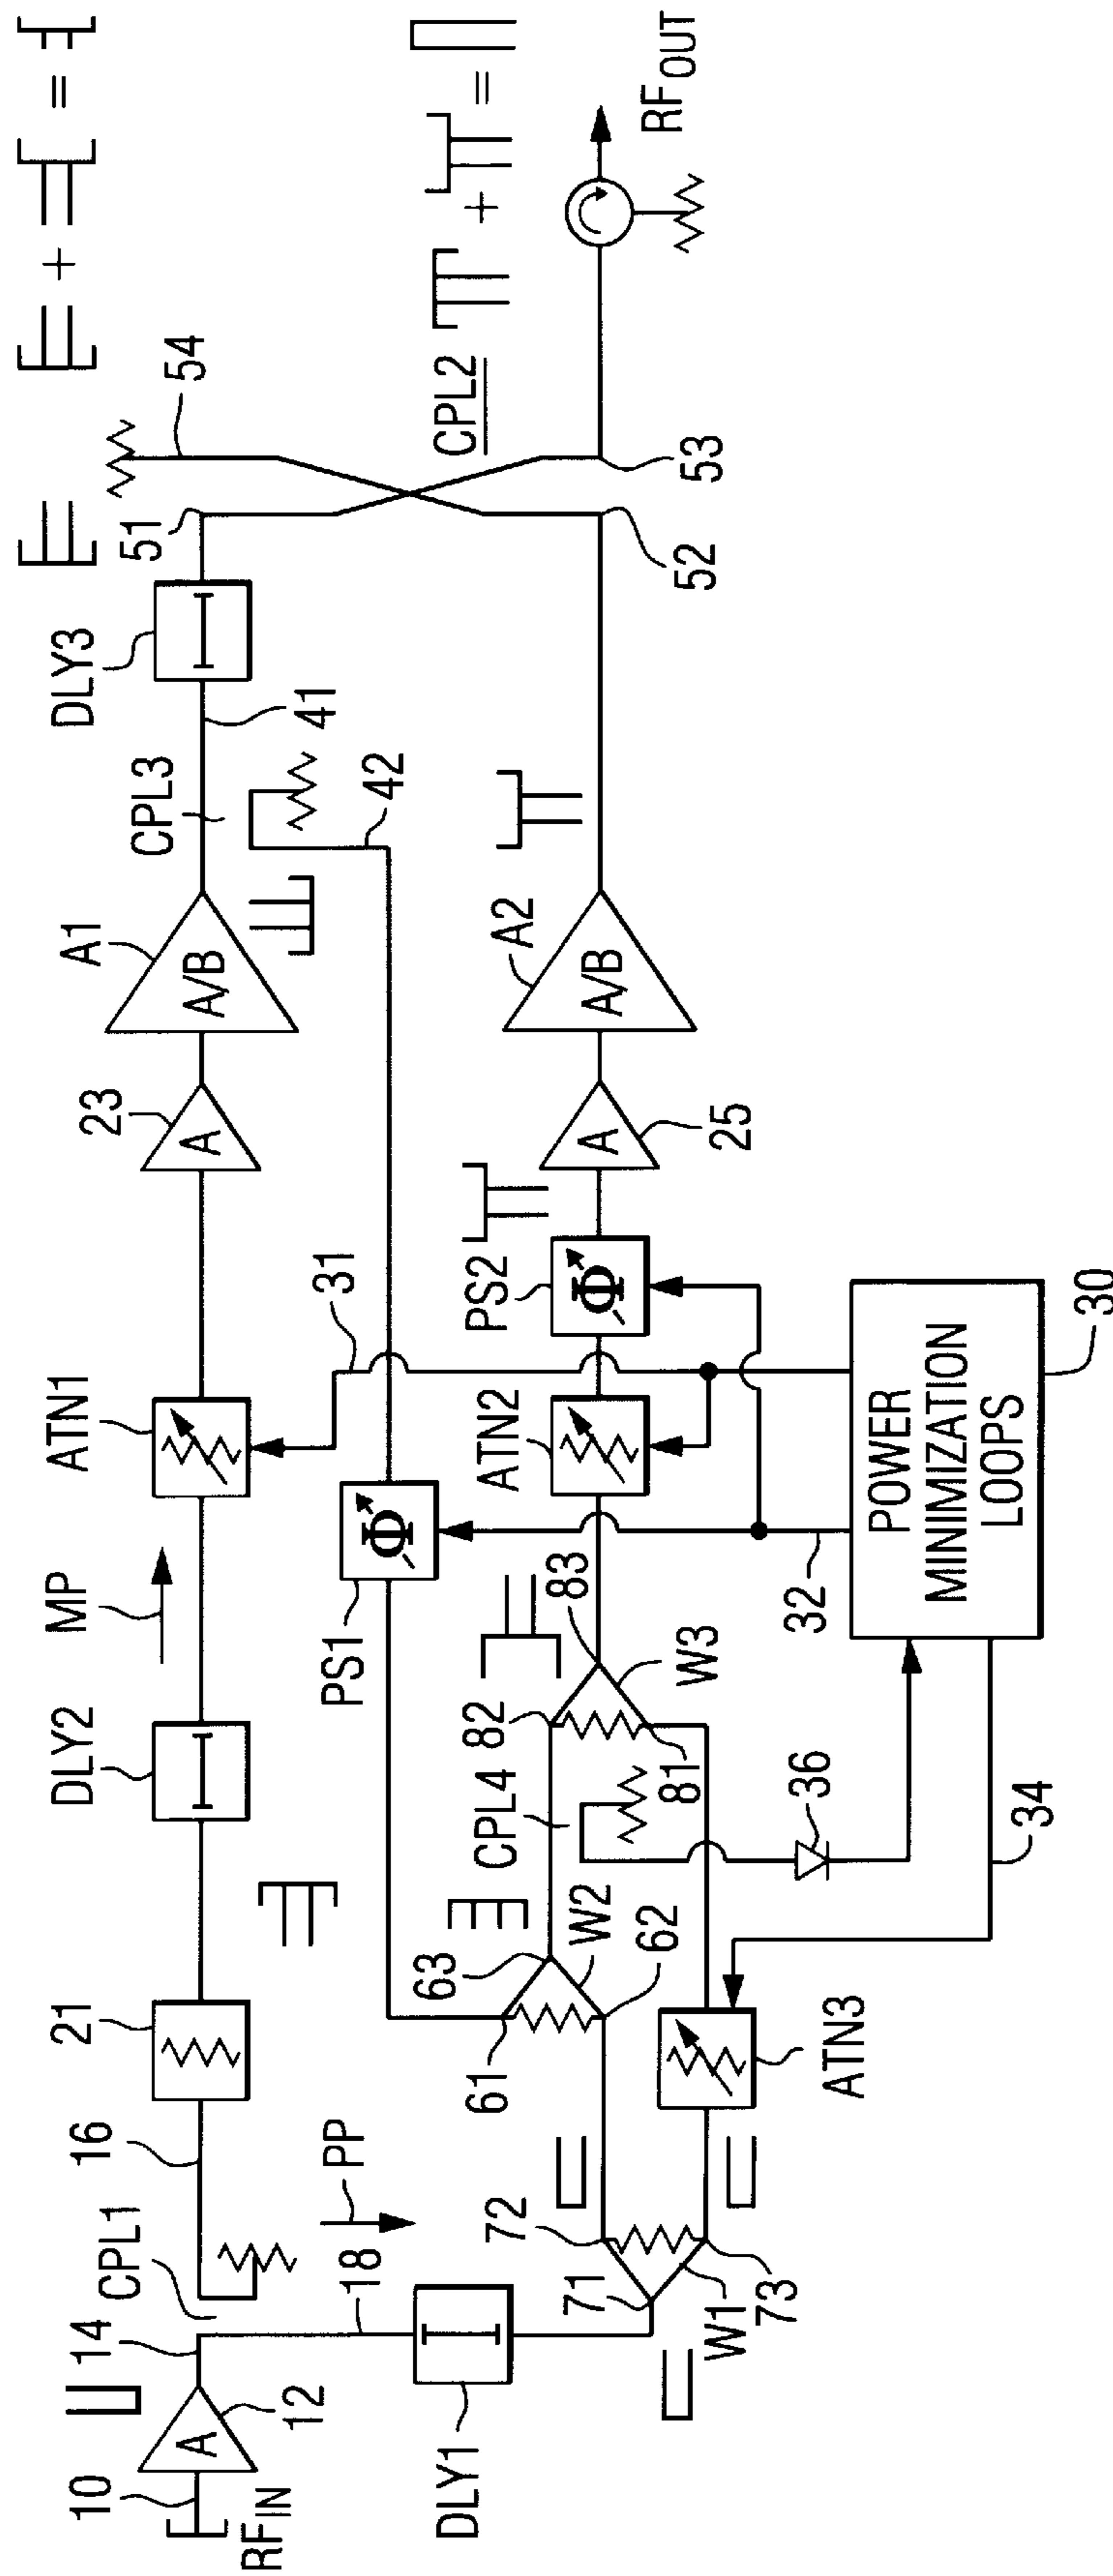 10
RF_IN
A
12
14
CPL1
16
18
PP
DLY1
21
DLY2
MP
ATN1
31
23
A
A1
A/B
CPL3
41
42
DLY3
51
54
CPL2
52
53
+
=
+
=
RF_OUT
71
72
W1
73
61
62
63
W2
ATN3
CPL4
36
34
81
82
83
W3
PS1
Φ
ATN2
PS2
Φ
A
25
A2
A/B
32
POWER
MINIMIZATION
LOOPS
30